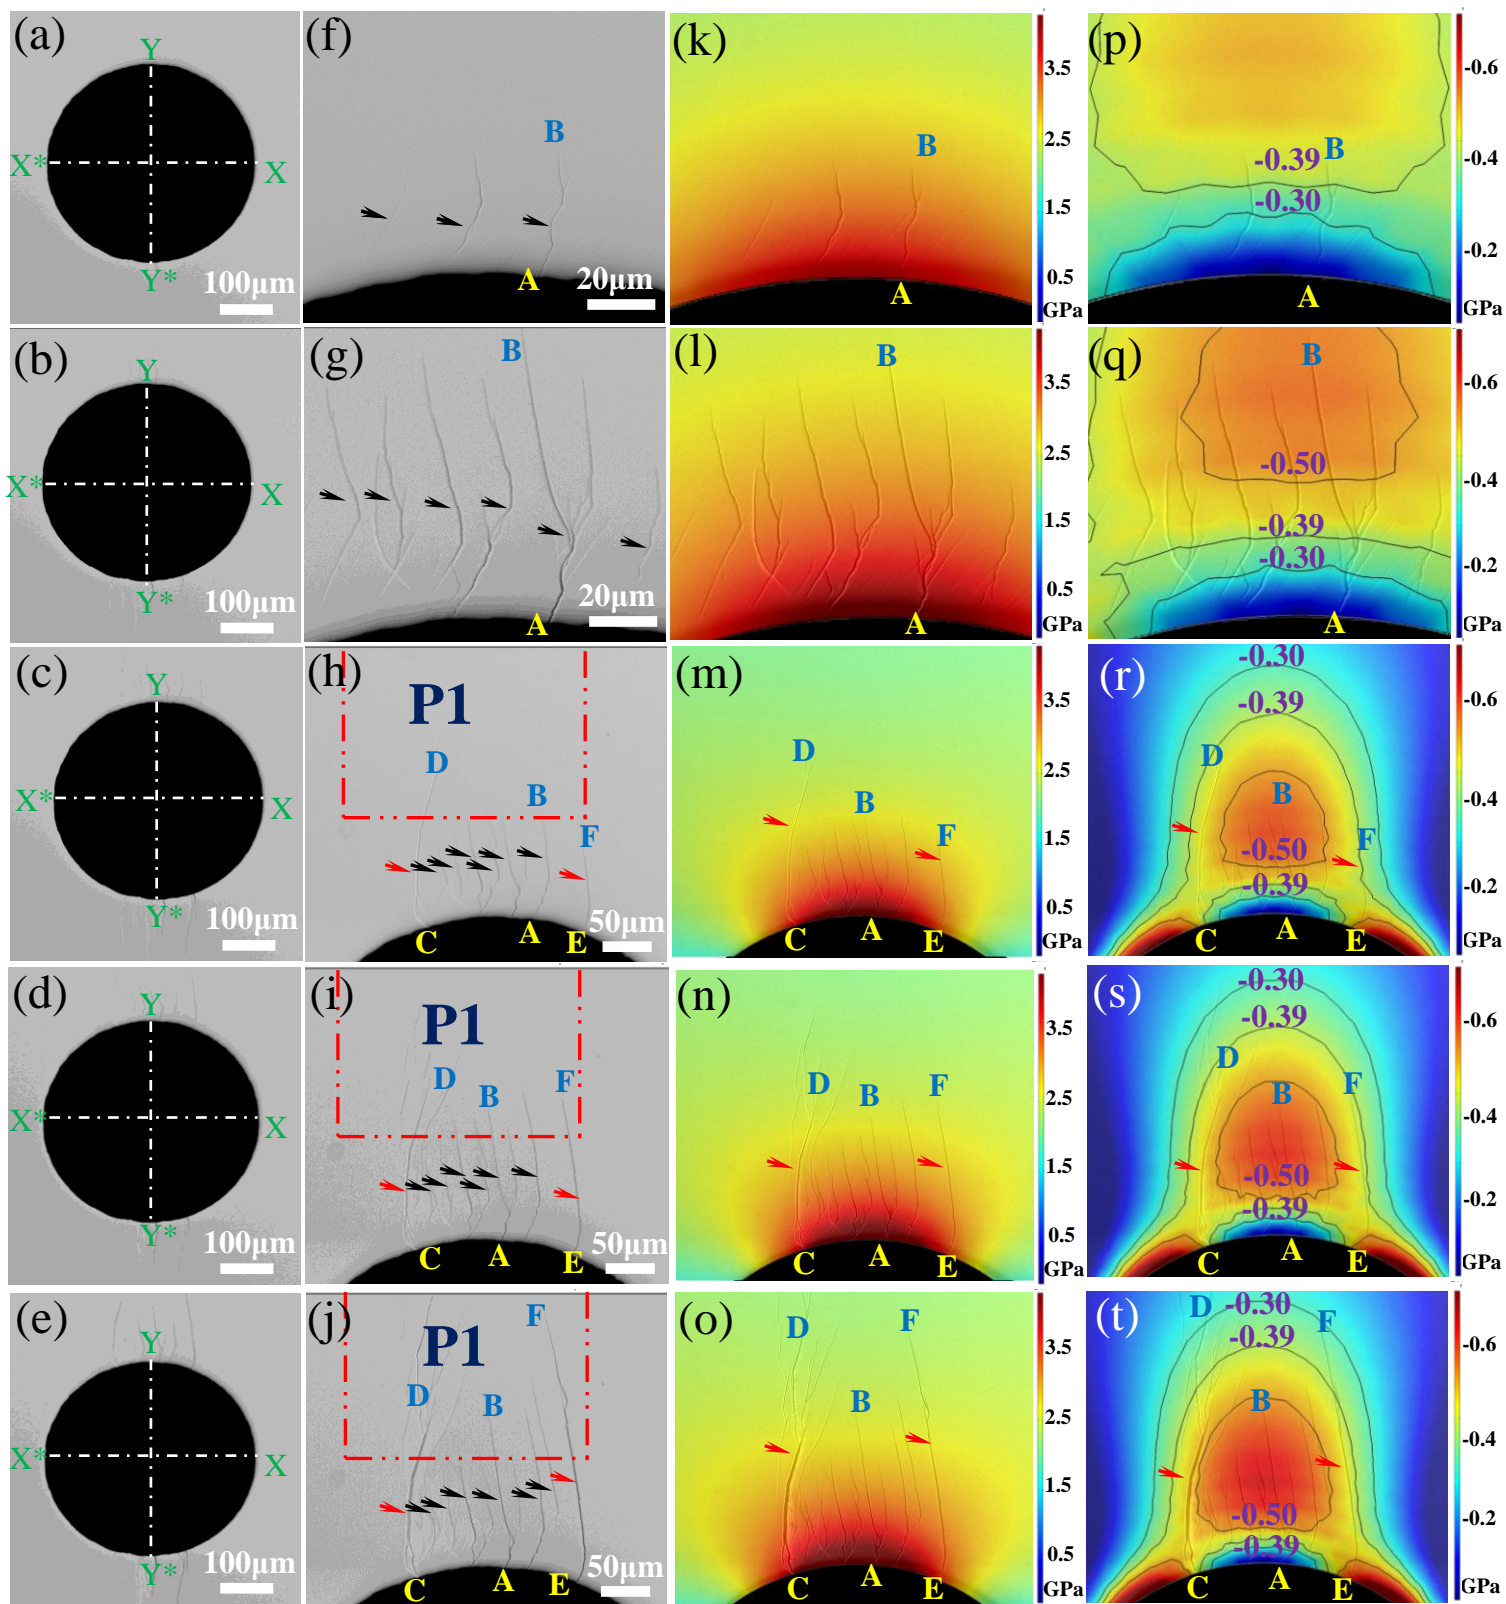 (a)
Y
X*
X
Y*
100μm
(f)
B
A
20μm
(k)
B
A
3.5
2.5
1.5
0.5
GPa
(p)
B
-0.39
-0.30
A
-0.6
-0.4
-0.2
GPa
(b)
Y
X*
X
Y*
100μm
(g)
B
A
20μm
(l)
B
A
3.5
2.5
1.5
0.5
GPa
(q)
B
-0.50
-0.39
-0.30
A
-0.6
-0.4
-0.2
GPa
(c)
Y
X*
X
Y*
100μm
(h)
P1
D
B
F
C
A
E
50μm
(m)
D
B
F
C
A
E
3.5
2.5
1.5
0.5
GPa
(r)
-0.30
-0.39
D
B
F
-0.50
-0.39
C
A
E
-0.6
-0.4
-0.2
GPa
(d)
Y
X*
X
Y*
100μm
(i)
P1
D
B
F
C
A
E
50μm
(n)
D
B
F
C
A
E
3.5
2.5
1.5
0.5
GPa
(s)
-0.30
-0.39
D
B
F
-0.50
-0.39
C
A
E
-0.6
-0.4
-0.2
GPa
(e)
Y
X*
X
Y*
100μm
(j)
P1
F
D
B
C
A
E
50μm
(o)
D
F
B
C
A
E
3.5
2.5
1.5
0.5
GPa
(t)
D
-0.30
F
-0.39
B
-0.50
-0.39
C
A
E
-0.6
-0.4
-0.2
GPa